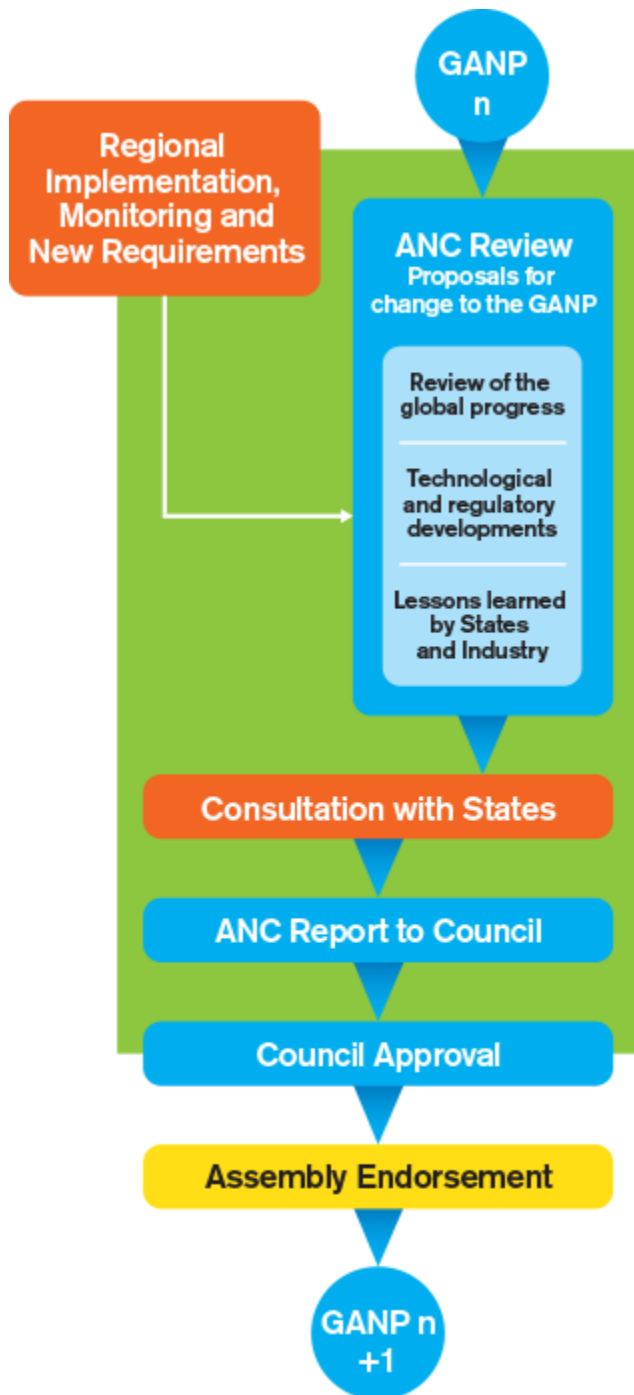 GANP
n
Regional
Implementation,
Monitoring and
New Requirements
ANC Review
Proposals for
change to the GANP
Review of the
global progress
Technological
and regulatory
developments
Lessons learned
by States
and Industry
Consultation with States
ANC Report to Council
Council Approval
Assembly Endorsement
GANP n
+1